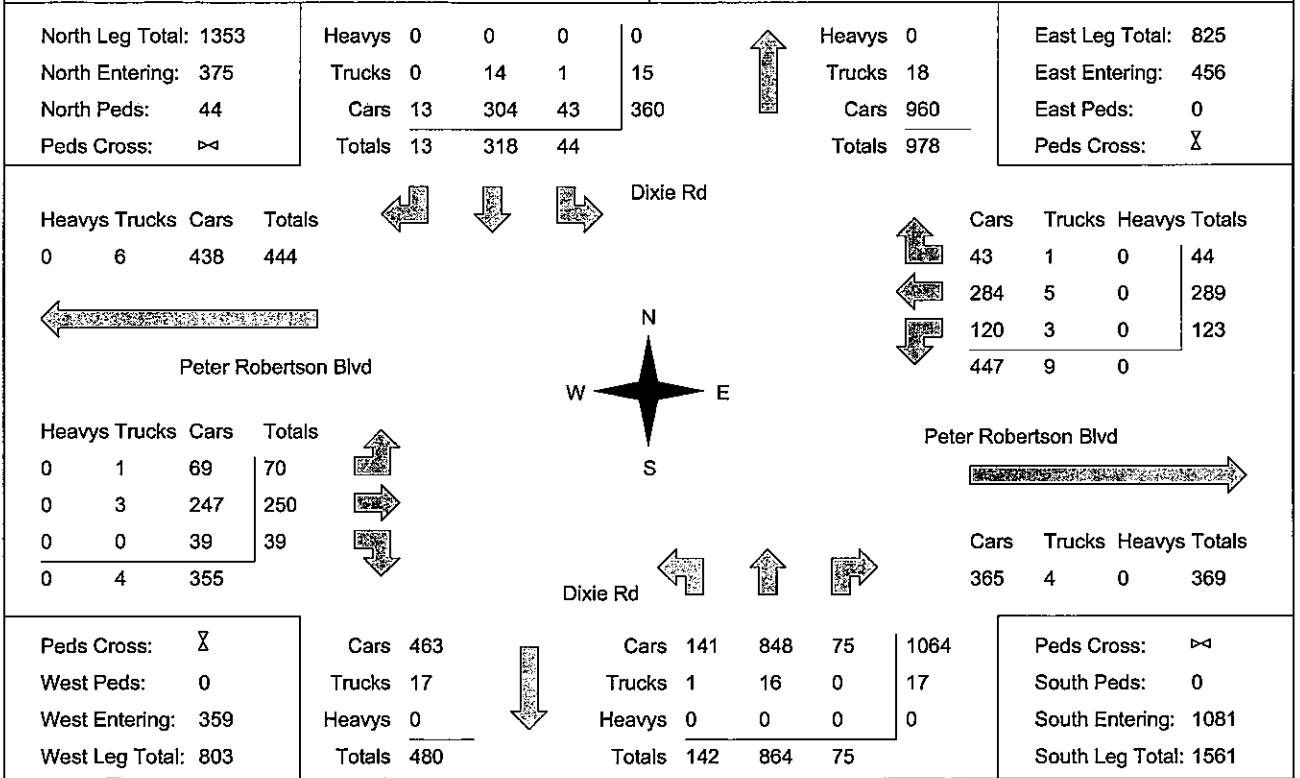 North Leg Total: 1353
North Entering: 375
North Peds: 44
Peds Cross: ⋈
Heavys 0 0 0 0
Trucks 0 14 1 15
Cars 13 304 43 360
Totals 13 318 44
Heavys 0
Trucks 18
Cars 960
Totals 978
East Leg Total: 825
East Entering: 456
East Peds: 0
Peds Cross: ⧖
Dixie Rd
Heavys Trucks Cars Totals
0 6 438 444
Cars Trucks Heavys Totals
43 1 0 44
284 5 0 289
120 3 0 123
447 9 0
Peter Robertson Blvd
N
W E
S
Heavys Trucks Cars Totals
0 1 69 70
0 3 247 250
0 0 39 39
0 4 355
Peter Robertson Blvd
Cars Trucks Heavys Totals
365 4 0 369
Dixie Rd
Peds Cross: ⧖
West Peds: 0
West Entering: 359
West Leg Total: 803
Cars 463
Trucks 17
Heavys 0
Totals 480
Cars 141 848 75 1064
Trucks 1 16 0 17
Heavys 0 0 0 0
Totals 142 864 75
Peds Cross: ⋈
South Peds: 0
South Entering: 1081
South Leg Total: 1561